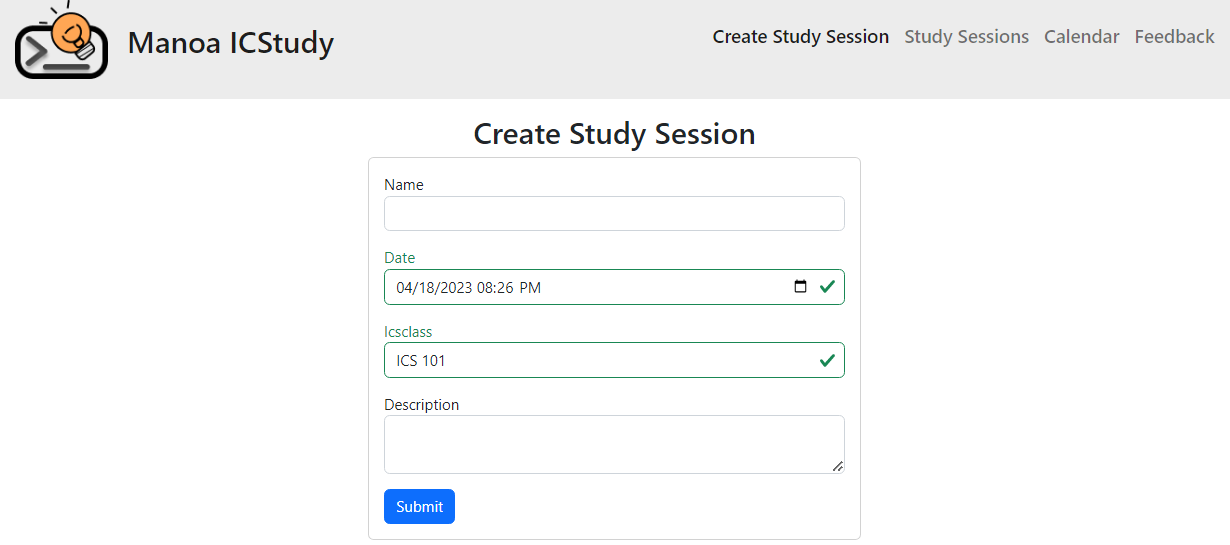 Manoa ICStudy
Create Study Session Study Sessions Calendar Feedback
Create Study Session
Name
Date
04/18/2023 08:26 PM
Icsclass
ICS 101
Description
Submit